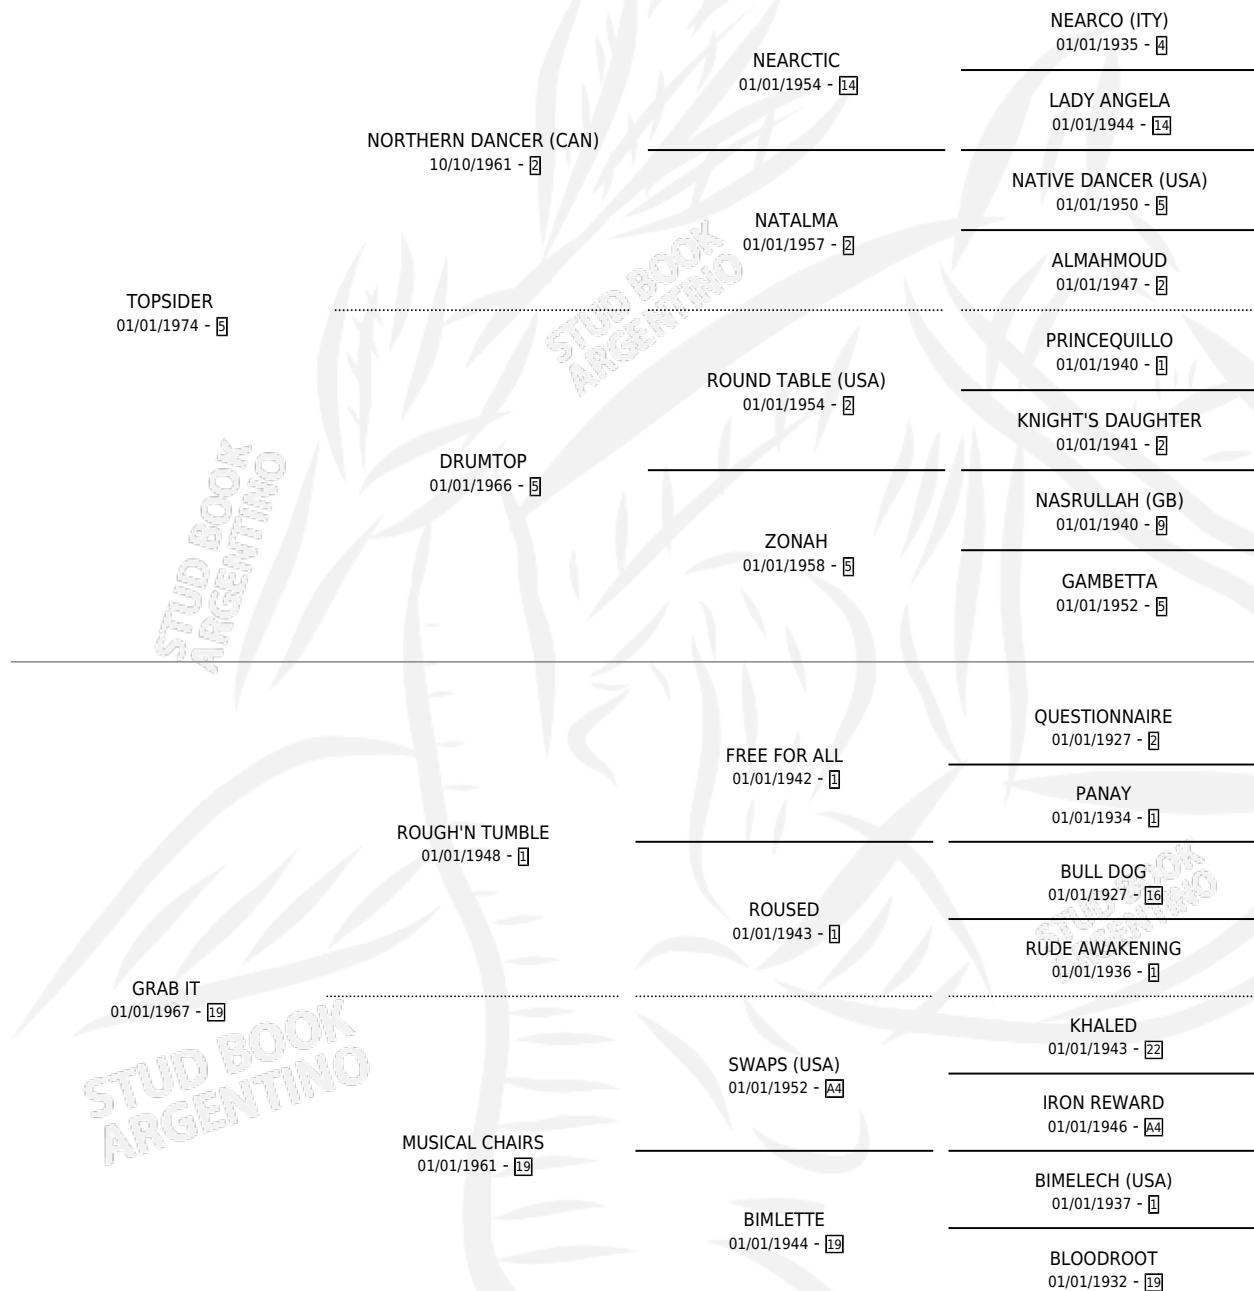 NEARCO (ITY)
01/01/1935 - 4
NEARCTIC
01/01/1954 - 14
LADY ANGELA
01/01/1944 - 14
NORTHERN DANCER (CAN)
10/10/1961 - 2
NATIVE DANCER (USA)
01/01/1950 - 5
NATALMA
01/01/1957 - 2
ALMAHMOUD
01/01/1947 - 2
TOPSIDER
01/01/1974 - 5
PRINCEQUILLO
01/01/1940 - 1
ROUND TABLE (USA)
01/01/1954 - 2
KNIGHT'S DAUGHTER
01/01/1941 - 2
DRUMTOP
01/01/1966 - 5
NASRULLAH (GB)
01/01/1940 - 9
ZONAH
01/01/1958 - 5
GAMBETTA
01/01/1952 - 5
STUD BOOK
ARGENTINO
STUD BOOK
ARGENTINO
QUESTIONNAIRE
01/01/1927 - 2
FREE FOR ALL
01/01/1942 - 1
PANAY
01/01/1934 - 1
ROUGH'N TUMBLE
01/01/1948 - 1
BULL DOG
01/01/1927 - 16
ROUSED
01/01/1943 - 1
RUDE AWAKENING
01/01/1936 - 1
GRAB IT
01/01/1967 - 19
KHALED
01/01/1943 - 22
SWAPS (USA)
01/01/1952 - A4
IRON REWARD
01/01/1946 - A4
MUSICAL CHAIRS
01/01/1961 - 19
BIMELECH (USA)
01/01/1937 - 1
BIMLETTE
01/01/1944 - 19
BLOODROOT
01/01/1932 - 19
STUD BOOK
ARGENTINO
STUD BOOK
ARGENTINO